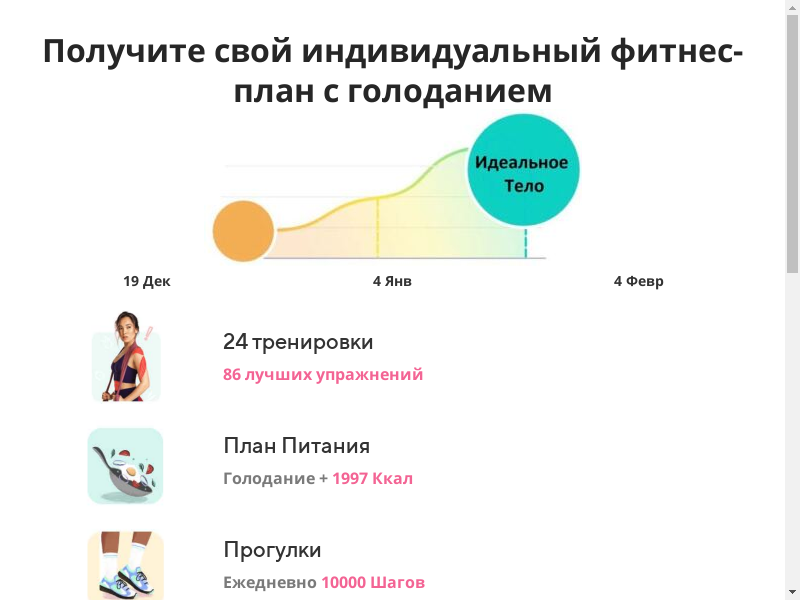 Получите свой индивидуальный фитнес-
план с голоданием
Идеальное
Тело
19 Дек
4 Янв
4 Февр
24 тренировки
86 лучших упражнений
План Питания
Голодание + 1997 Ккал
Прогулки
Ежедневно 10000 Шагов